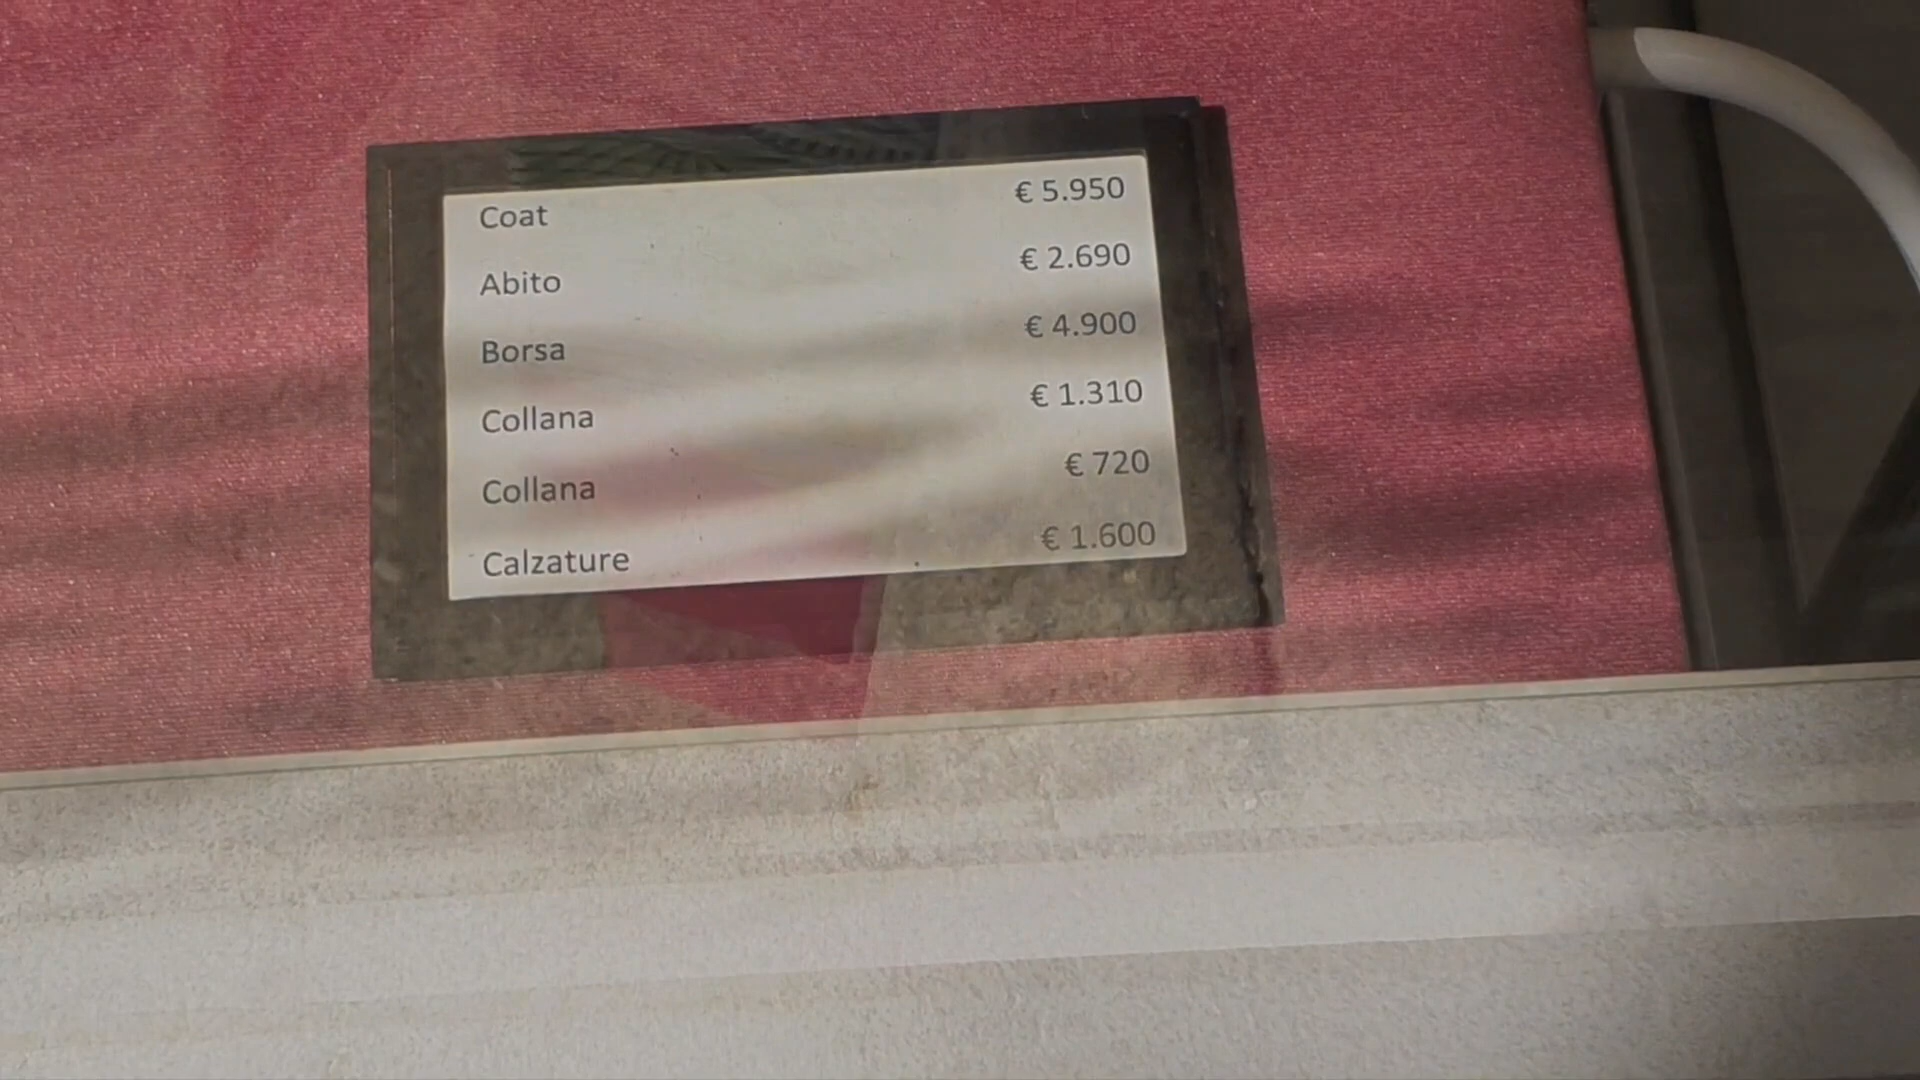 Coat € 5.950
Abito € 2.690
Borsa € 4.900
Collana € 1.310
Collana € 720
Calzature € 1.600